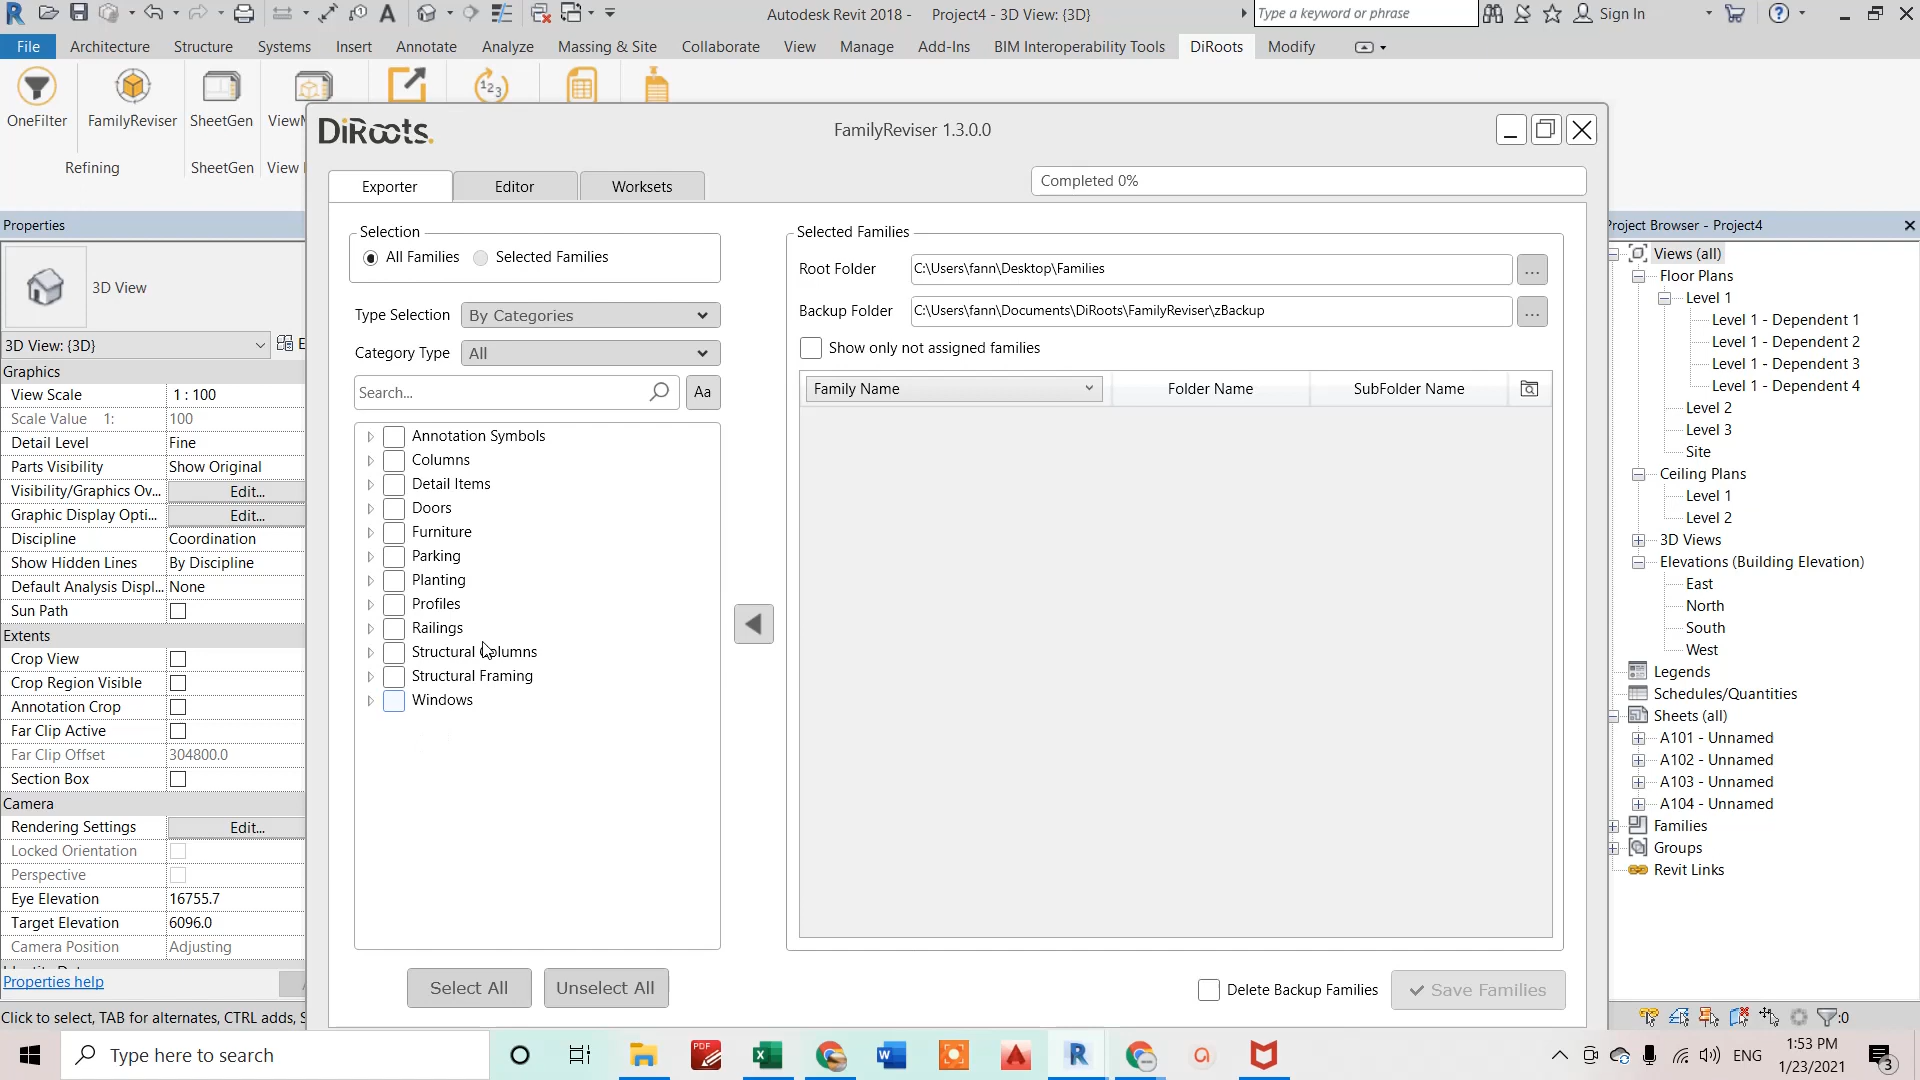 Autodesk Revit 2018 - Project4 - 3D View: {3D}
Type a keyword or phrase
Sign In
File Architecture Structure Systems Insert Annotate Analyze Massing & Site Collaborate View Manage Add-Ins BIM Interoperability Tools DiRoots Modify
OneFilter FamilyReviser SheetGen
Refining SheetGen
DiRoots.
FamilyReviser 1.3.0.0
Exporter Editor Worksets
Completed 0%
Selection
All Families Selected Families
Type Selection By Categories
Category Type All
Search... Aa
Annotation Symbols
Columns
Detail Items
Doors
Furniture
Parking
Planting
Profiles
Railings
Structural Columns
Structural Framing
Windows
Select All Unselect All
Selected Families
Root Folder C:\Users\fann\Desktop\Families ...
Backup Folder C:\Users\fann\Documents\DiRoots\FamilyReviser\zBackup ...
Show only not assigned families
Family Name Folder Name SubFolder Name
Delete Backup Families Save Families
Properties
3D View
3D View: {3D}
Graphics
View Scale 1 : 100
Scale Value 1: 100
Detail Level Fine
Parts Visibility Show Original
Visibility/Graphics Ov... Edit...
Graphic Display Opti... Edit...
Discipline Coordination
Show Hidden Lines By Discipline
Default Analysis Displ... None
Sun Path
Extents
Crop View
Crop Region Visible
Annotation Crop
Far Clip Active
Far Clip Offset 304800.0
Section Box
Camera
Rendering Settings Edit...
Locked Orientation
Perspective
Eye Elevation 16755.7
Target Elevation 6096.0
Camera Position Adjusting
Properties help
Click to select, TAB for alternates, CTRL adds, S
Project Browser - Project4
Views (all)
Floor Plans
Level 1
Level 1 - Dependent 1
Level 1 - Dependent 2
Level 1 - Dependent 3
Level 1 - Dependent 4
Level 2
Level 3
Site
Ceiling Plans
Level 1
Level 2
3D Views
Elevations (Building Elevation)
East
North
South
West
Legends
Schedules/Quantities
Sheets (all)
A101 - Unnamed
A102 - Unnamed
A103 - Unnamed
A104 - Unnamed
Families
Groups
Revit Links
:0
Type here to search
ENG
1:53 PM
1/23/2021
3